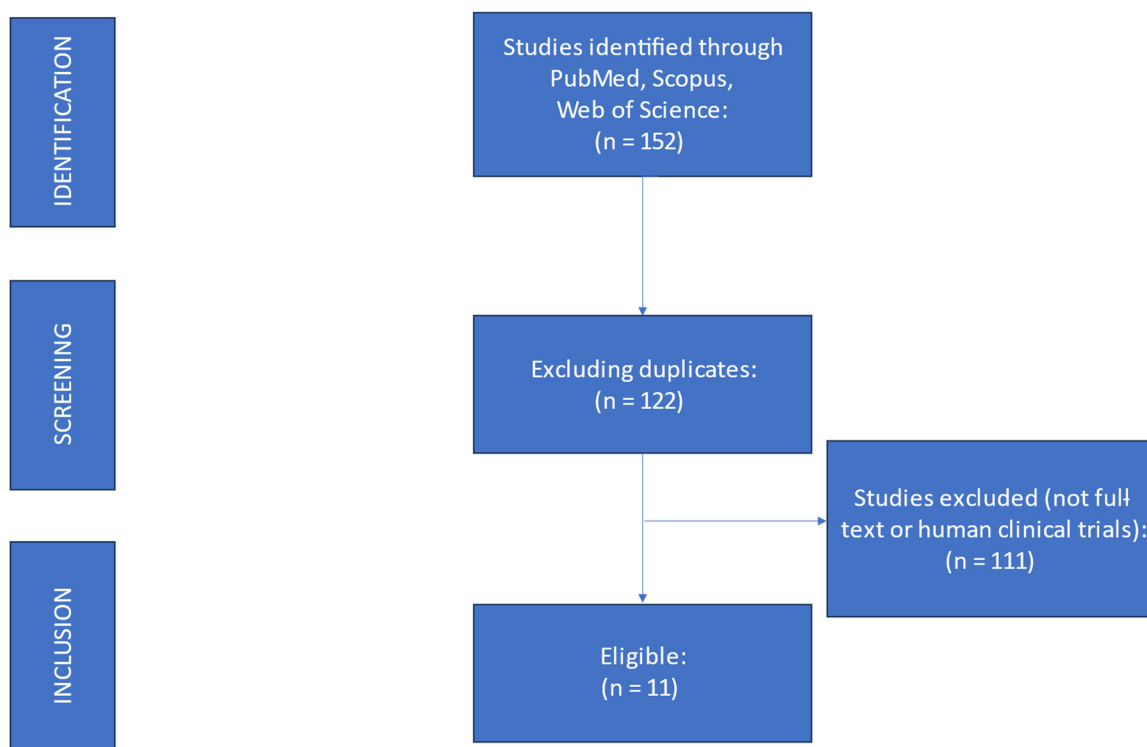 IDENTIFICATION
Studies identified through
PubMed, Scopus,
Web of Science:
(n = 152)
SCREENING
Excluding duplicates:
(n = 122)
Studies excluded (not full-
text or human clinical trials):
(n = 111)
INCLUSION
Eligible:
(n = 11)